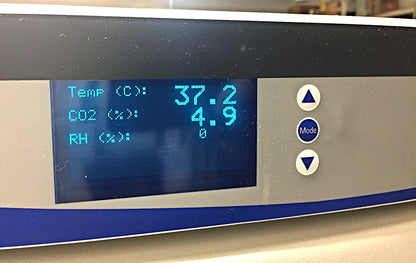 Temp (C): 37.2
CO2 (%): 4.9
RH (%): 0
Mode